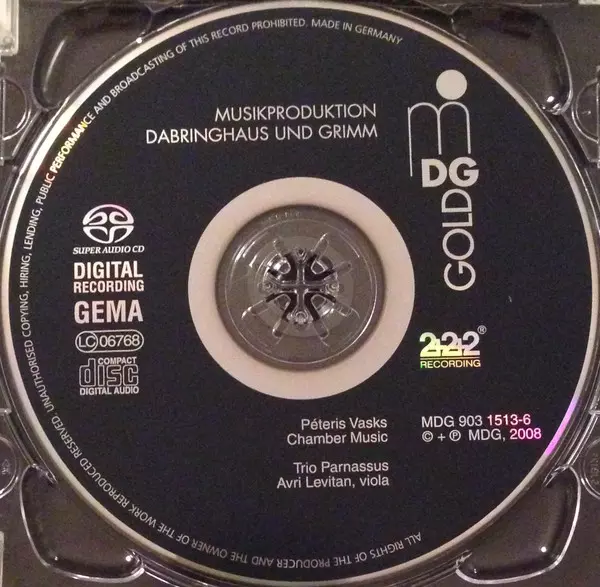 ALL RIGHTS OF THE PRODUCER AND THE OWNER OF THE WORK REPRODUCED RESERVED. UNAUTHORISED COPYING, HIRING, LENDING, PUBLIC PERFORMANCE AND BROADCASTING OF THIS RECORD PROHIBITED. MADE IN GERMANY
MUSIKPRODUKTION
DABRINGHAUS UND GRIMM
DG
GOLD
SUPER AUDIO CD
DIGITAL
RECORDING
GEMA
LC 06768
COMPACT
disc
DIGITAL AUDIO
2+2+2®
RECORDING
Péteris Vasks
Chamber Music
Trio Parnassus
Avri Levitan, viola
MDG 903 1513-6
© + ℗ MDG, 2008